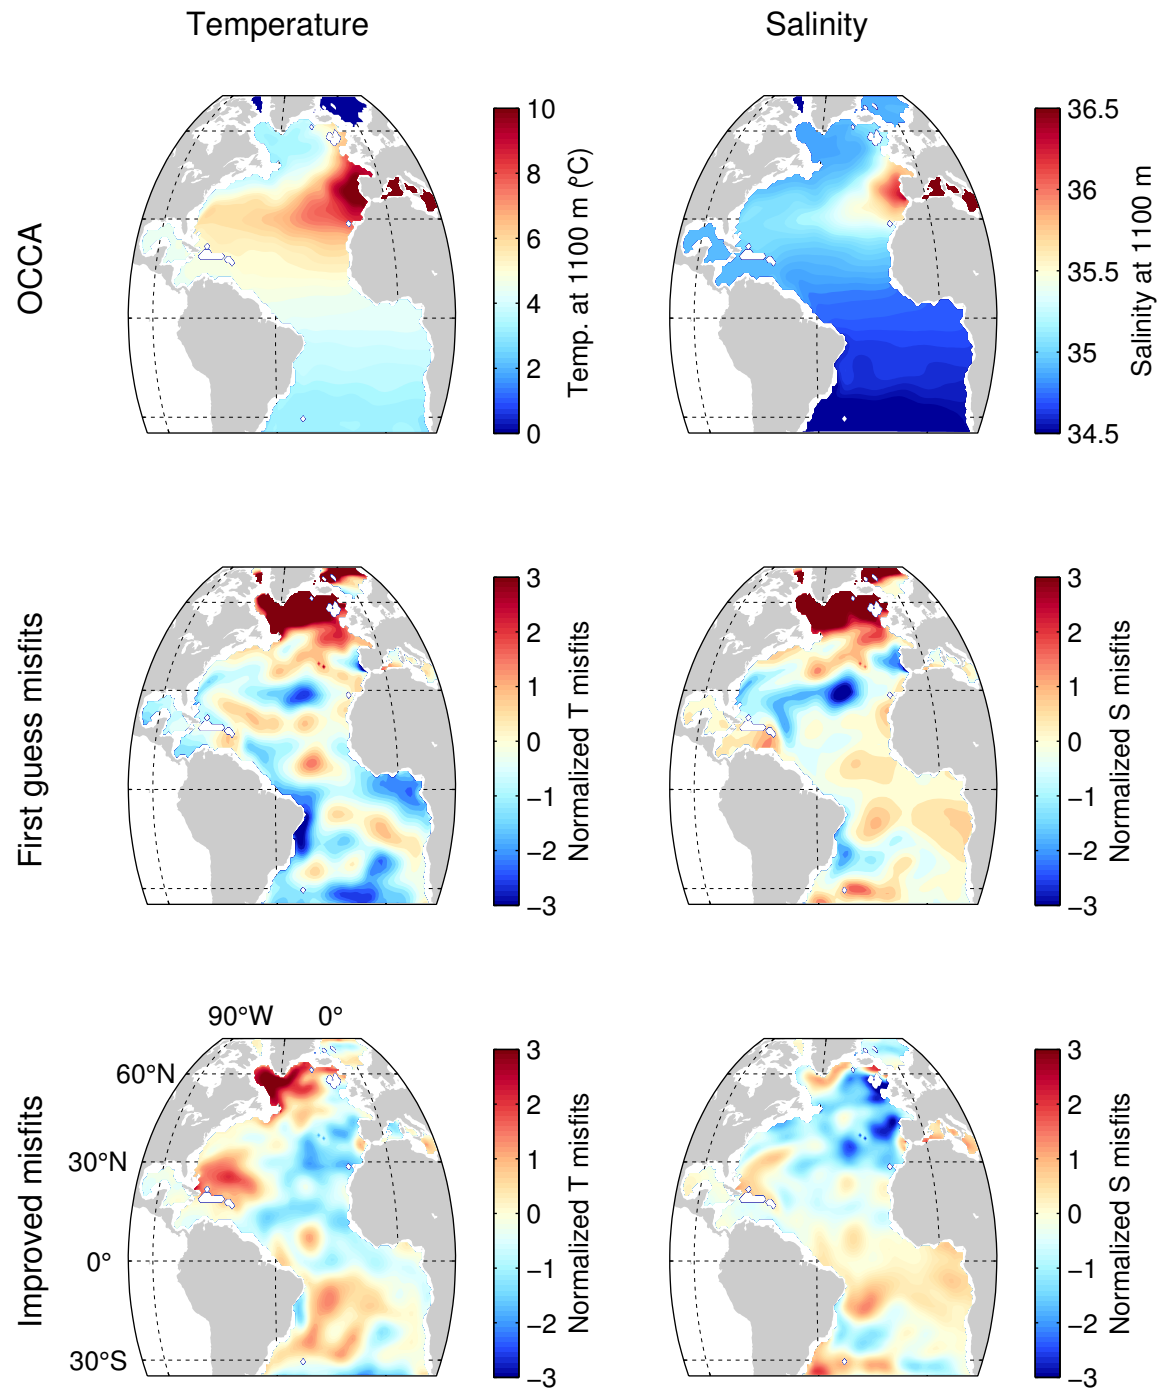 Temperature
Salinity
OCCA
10
8
6
4
2
0
Temp. at 1100 m (°C)
36.5
36
35.5
35
34.5
Salinity at 1100 m
First guess misfits
3
2
1
0
−1
−2
−3
Normalized T misfits
3
2
1
0
−1
−2
−3
Normalized S misfits
Improved misfits
90°W
0°
60°N
30°N
0°
30°S
3
2
1
0
−1
−2
−3
Normalized T misfits
3
2
1
0
−1
−2
−3
Normalized S misfits